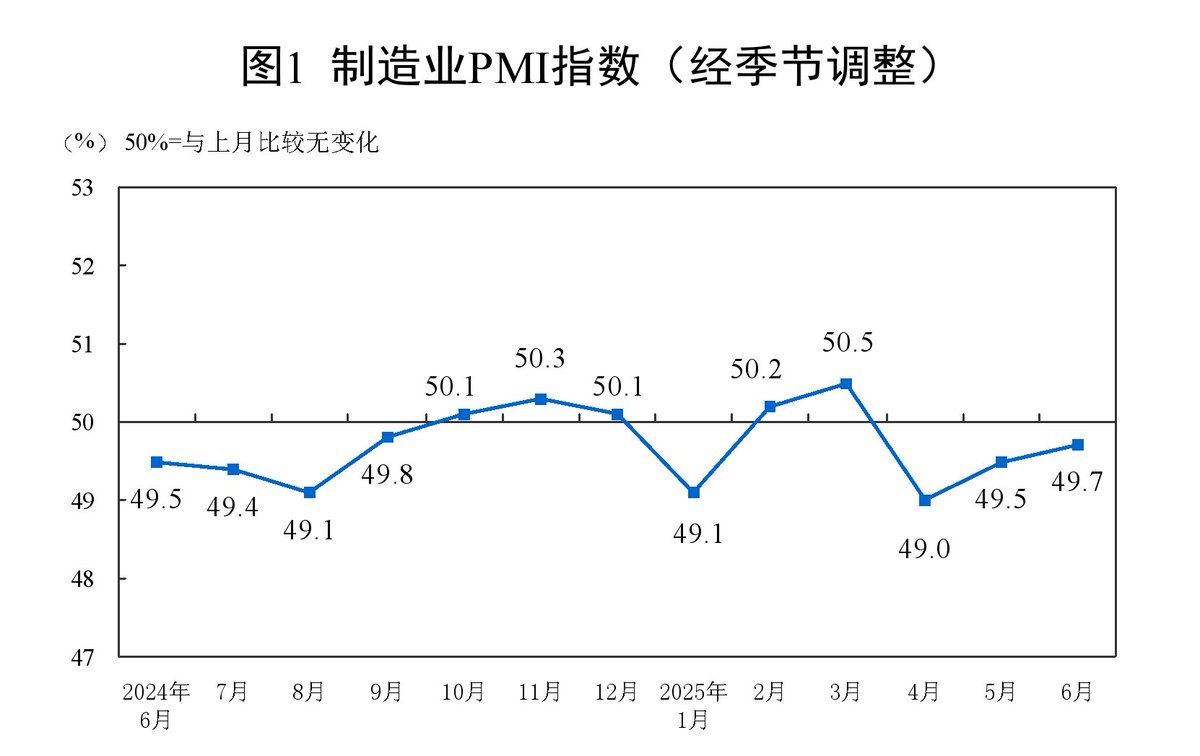 图1 制造业PMI指数（经季节调整）
（%） 50%=与上月比较无变化
53
52
51
50
49
48
47
49.5
49.4
49.1
49.8
50.1
50.3
50.1
49.1
50.2
50.5
49.0
49.5
49.7
2024年
6月
7月
8月
9月
10月
11月
12月
2025年
1月
2月
3月
4月
5月
6月